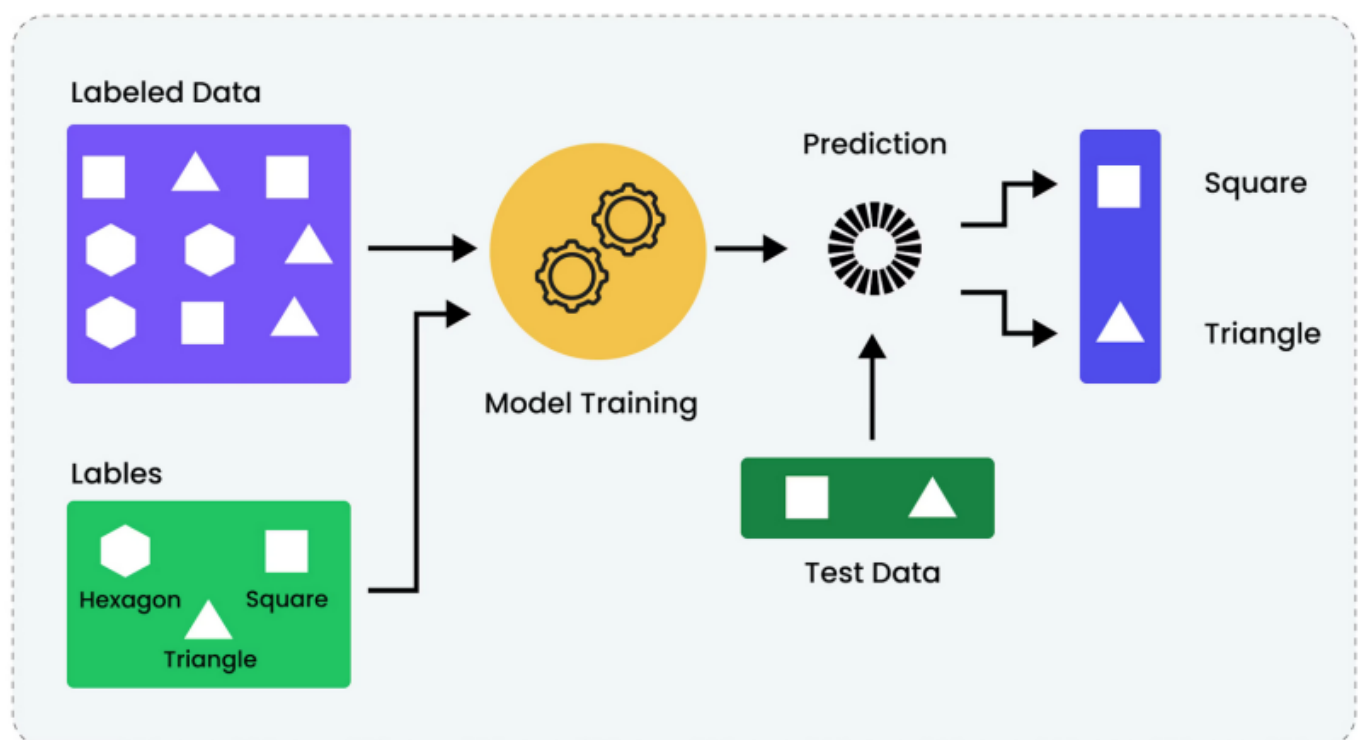 Labeled Data
Prediction
Square
Triangle
Model Training
Lables
Hexagon
Square
Triangle
Test Data